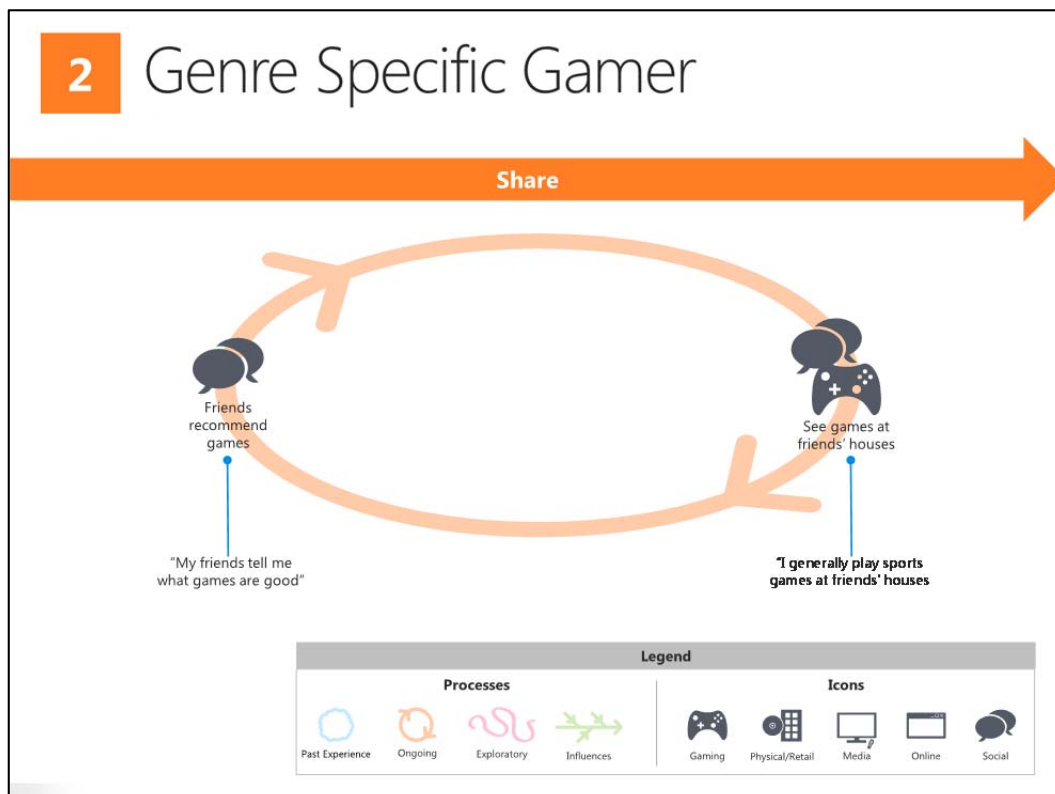 2 Genre Specific Gamer
Share
Friends
recommend
games
See games at
friends' houses
“My friends tell me
what games are good”
“I generally play sports
games at friends' houses
Legend
Processes
Icons
Past Experience
Ongoing
Exploratory
Influences
Gaming
Physical/Retail
Media
Online
Social